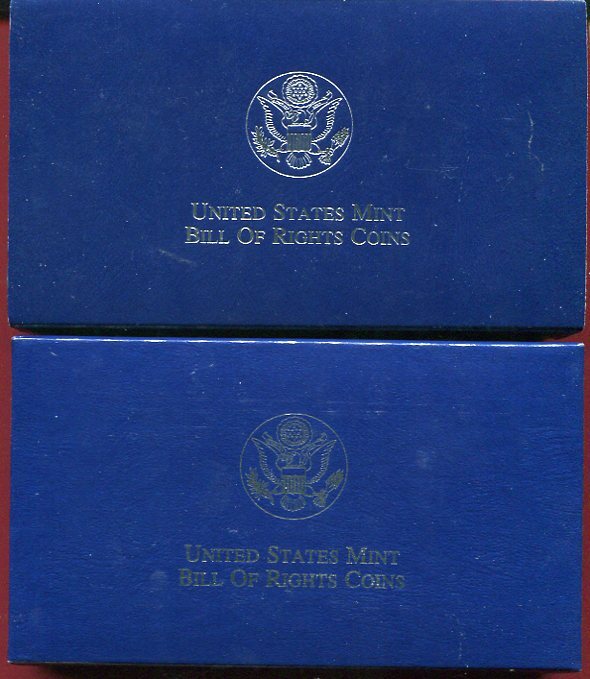 United States Mint
Bill Of Rights Coins
United States Mint
Bill Of Rights Coins